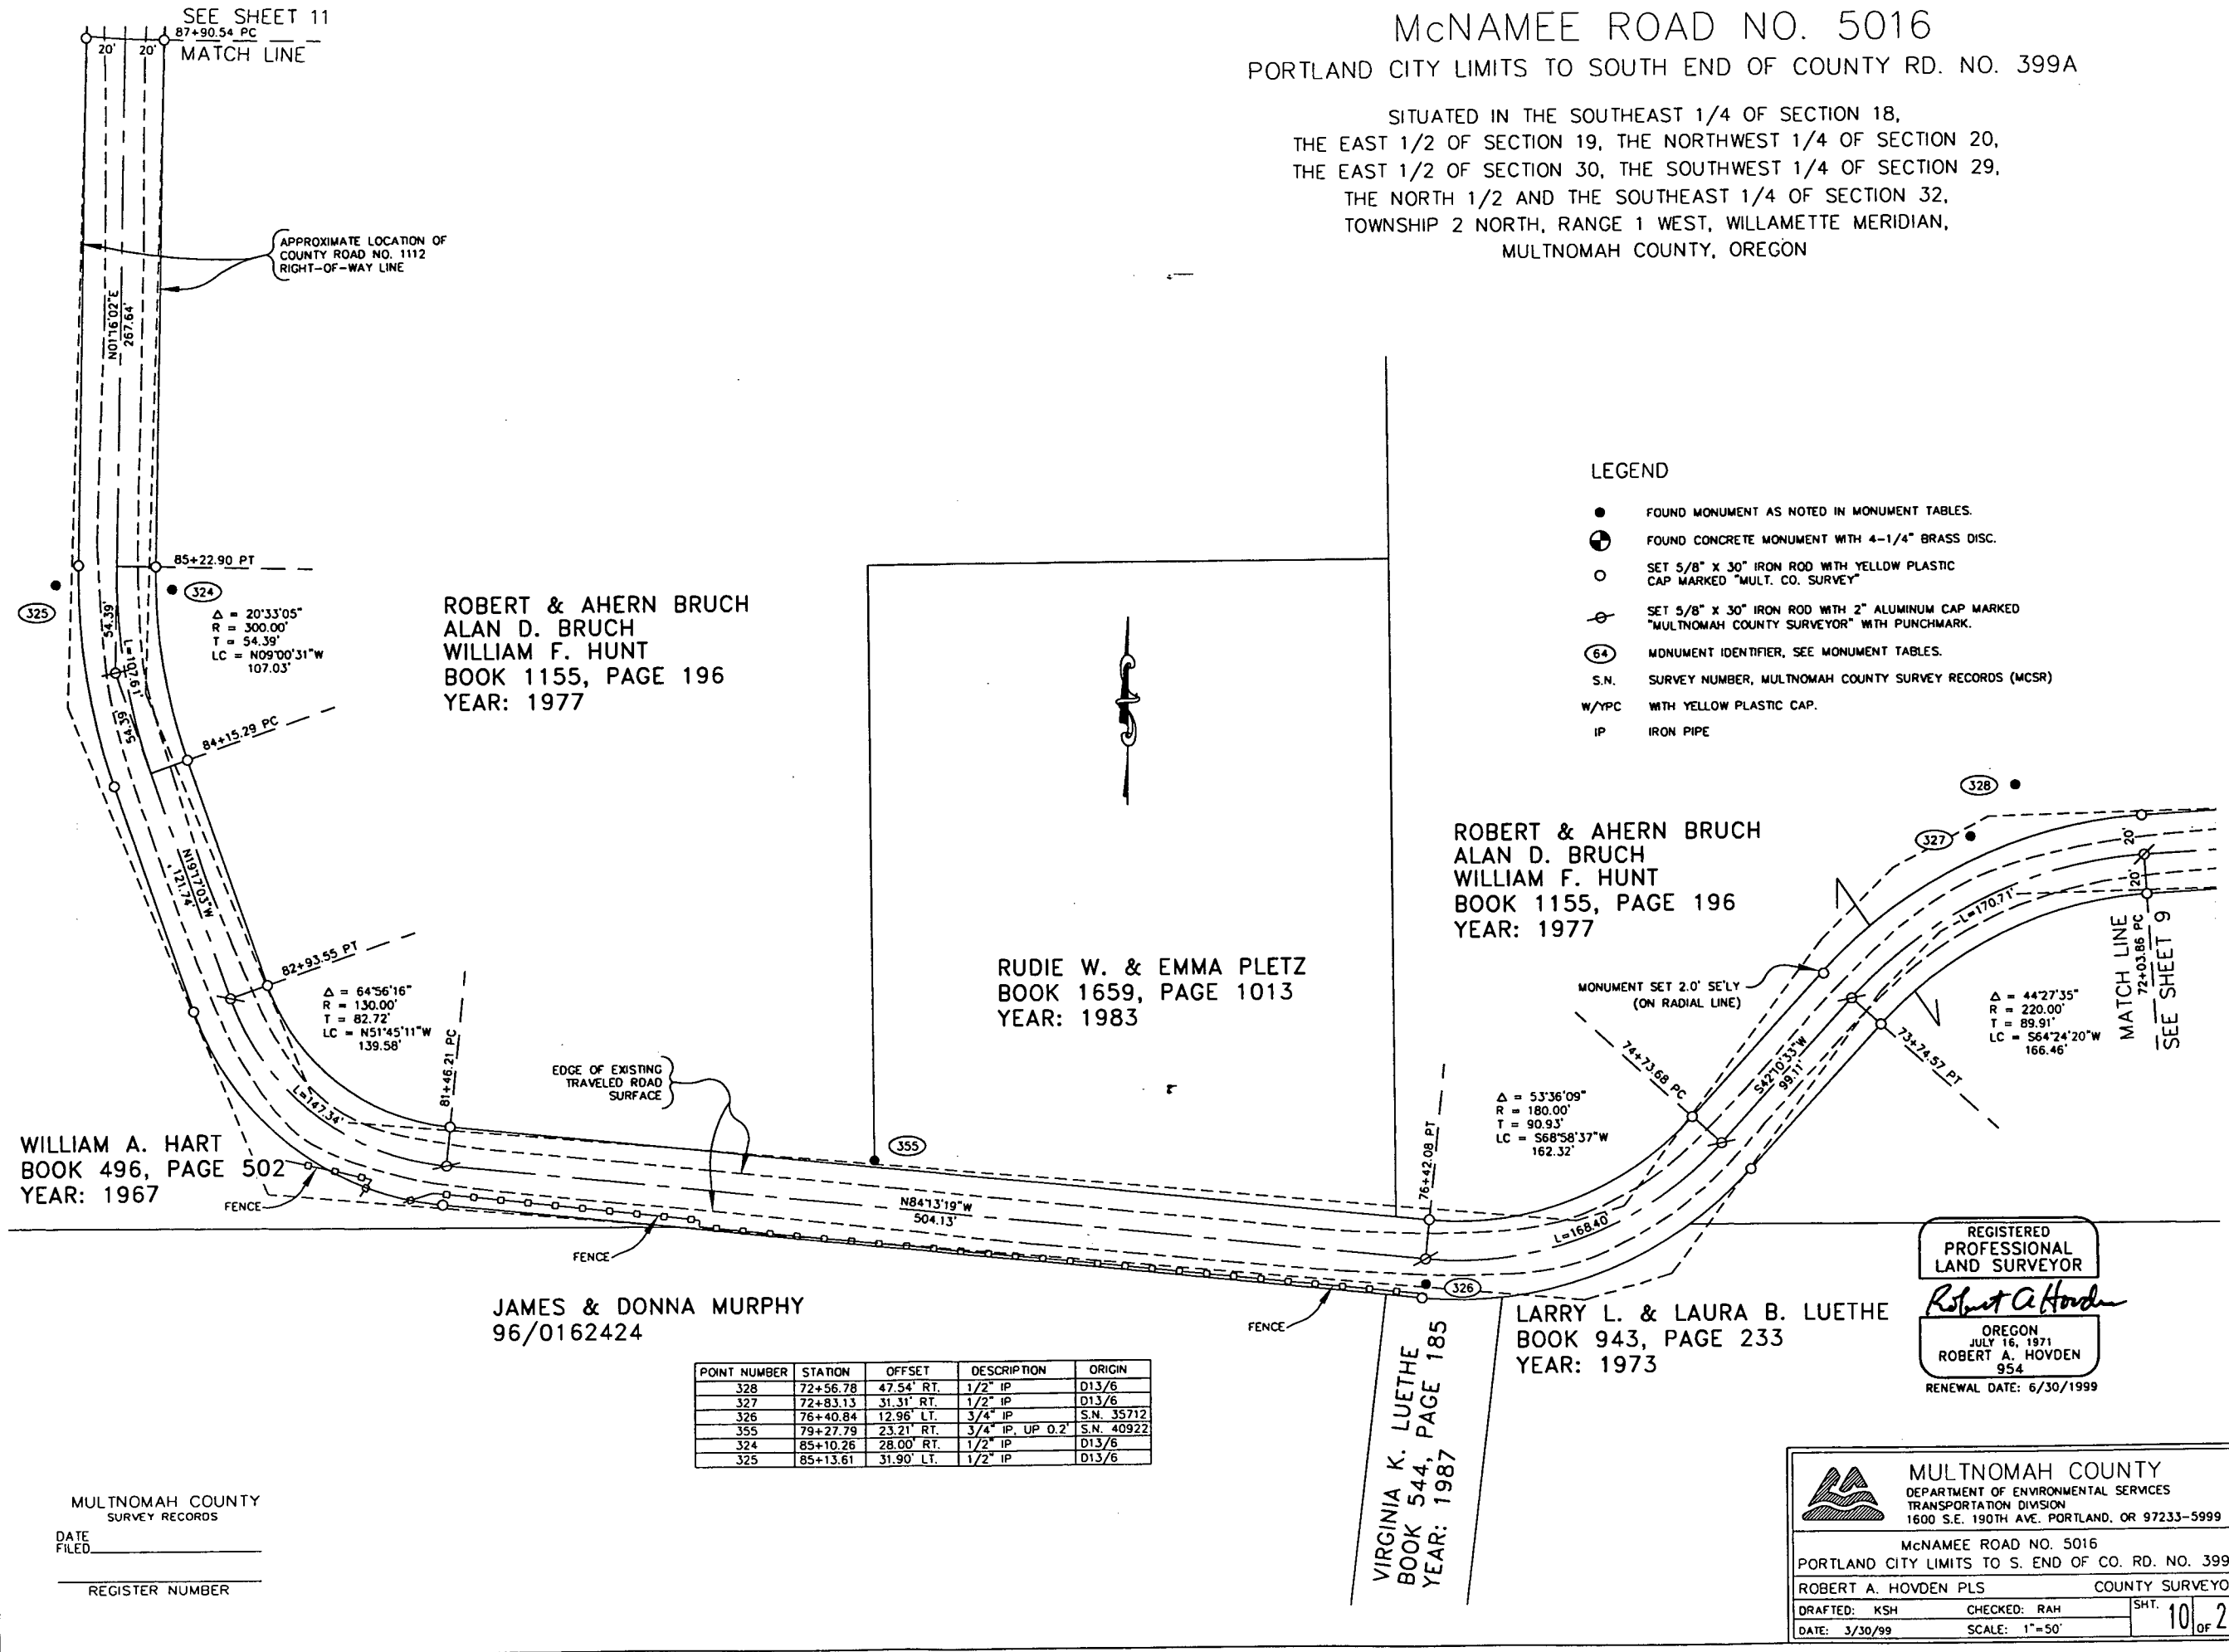 SEE SHEET 11
87+90.54 PC
MATCH LINE
20' 20'
McNAMEE ROAD NO. 5016
PORTLAND CITY LIMITS TO SOUTH END OF COUNTY RD. NO. 399A
SITUATED IN THE SOUTHEAST 1/4 OF SECTION 18,
THE EAST 1/2 OF SECTION 19, THE NORTHWEST 1/4 OF SECTION 20,
THE EAST 1/2 OF SECTION 30, THE SOUTHWEST 1/4 OF SECTION 29,
THE NORTH 1/2 AND THE SOUTHEAST 1/4 OF SECTION 32,
TOWNSHIP 2 NORTH, RANGE 1 WEST, WILLAMETTE MERIDIAN,
MULTNOMAH COUNTY, OREGON
APPROXIMATE LOCATION OF
COUNTY ROAD NO. 1112
RIGHT-OF-WAY LINE
N01°16'02"E
267.64'
LEGEND
FOUND MONUMENT AS NOTED IN MONUMENT TABLES.
FOUND CONCRETE MONUMENT WITH 4-1/4" BRASS DISC.
SET 5/8" X 30" IRON ROD WITH YELLOW PLASTIC
CAP MARKED "MULT. CO. SURVEY"
SET 5/8" X 30" IRON ROD WITH 2" ALUMINUM CAP MARKED
"MULTNOMAH COUNTY SURVEYOR" WITH PUNCHMARK.
64 MONUMENT IDENTIFIER, SEE MONUMENT TABLES.
S.N. SURVEY NUMBER, MULTNOMAH COUNTY SURVEY RECORDS (MCSR)
W/YPC WITH YELLOW PLASTIC CAP.
IP IRON PIPE
85+22.90 PT
325
324
Δ = 20°33'05"
R = 300.00'
T = 54.39'
LC = N09°00'31"W
107.03'
54.39'
L=107.61'
54.39'
84+15.29 PC
ROBERT & AHERN BRUCH
ALAN D. BRUCH
WILLIAM F. HUNT
BOOK 1155, PAGE 196
YEAR: 1977
N19°17'03"W
121.74'
82+93.55 PT
Δ = 64°56'16"
R = 130.00'
T = 82.72'
LC = N51°45'11"W
139.58'
81+46.21 PC
L=147.34'
EDGE OF EXISTING
TRAVELED ROAD
SURFACE
RUDIE W. & EMMA PLETZ
BOOK 1659, PAGE 1013
YEAR: 1983
ROBERT & AHERN BRUCH
ALAN D. BRUCH
WILLIAM F. HUNT
BOOK 1155, PAGE 196
YEAR: 1977
328
327
20'
20'
L=170.71'
MONUMENT SET 2.0' SE'LY
(ON RADIAL LINE)
MATCH LINE
72+03.86 PC
SEE SHEET 9
Δ = 44°27'35"
R = 220.00'
T = 89.91'
LC = S64°24'20"W
166.46'
73+74.57 PT
S42°10'33"W
99.11'
74+73.68 PC
Δ = 53°36'09"
R = 180.00'
T = 90.93'
LC = S68°58'37"W
162.32'
76+42.08 PT
L=168.40'
WILLIAM A. HART
BOOK 496, PAGE 502
YEAR: 1967
FENCE
355
N84°13'19"W
504.13'
FENCE
326
FENCE
JAMES & DONNA MURPHY
96/0162424
LARRY L. & LAURA B. LUETHE
BOOK 943, PAGE 233
YEAR: 1973
VIRGINIA K. LUETHE
BOOK 544, PAGE 185
YEAR: 1987
REGISTERED
PROFESSIONAL
LAND SURVEYOR
Robert A Hovden
OREGON
JULY 16, 1971
ROBERT A. HOVDEN
954
RENEWAL DATE: 6/30/1999
POINT NUMBER STATION OFFSET DESCRIPTION ORIGIN
328 72+56.78 47.54' RT. 1/2" IP D13/6
327 72+83.13 31.31' RT. 1/2" IP D13/6
326 76+40.84 12.96' LT. 3/4" IP S.N. 35712
355 79+27.79 23.21' RT. 3/4" IP, UP 0.2' S.N. 40922
324 85+10.26 28.00' RT. 1/2" IP D13/6
325 85+13.61 31.90' LT. 1/2" IP D13/6
MULTNOMAH COUNTY
SURVEY RECORDS
DATE
FILED
REGISTER NUMBER
MULTNOMAH COUNTY
DEPARTMENT OF ENVIRONMENTAL SERVICES
TRANSPORTATION DIVISION
1600 S.E. 190TH AVE. PORTLAND, OR 97233-5999
McNAMEE ROAD NO. 5016
PORTLAND CITY LIMITS TO S. END OF CO. RD. NO. 399
ROBERT A. HOVDEN PLS COUNTY SURVEYO
DRAFTED: KSH CHECKED: RAH SHT. 10 OF 2
DATE: 3/30/99 SCALE: 1"=50'